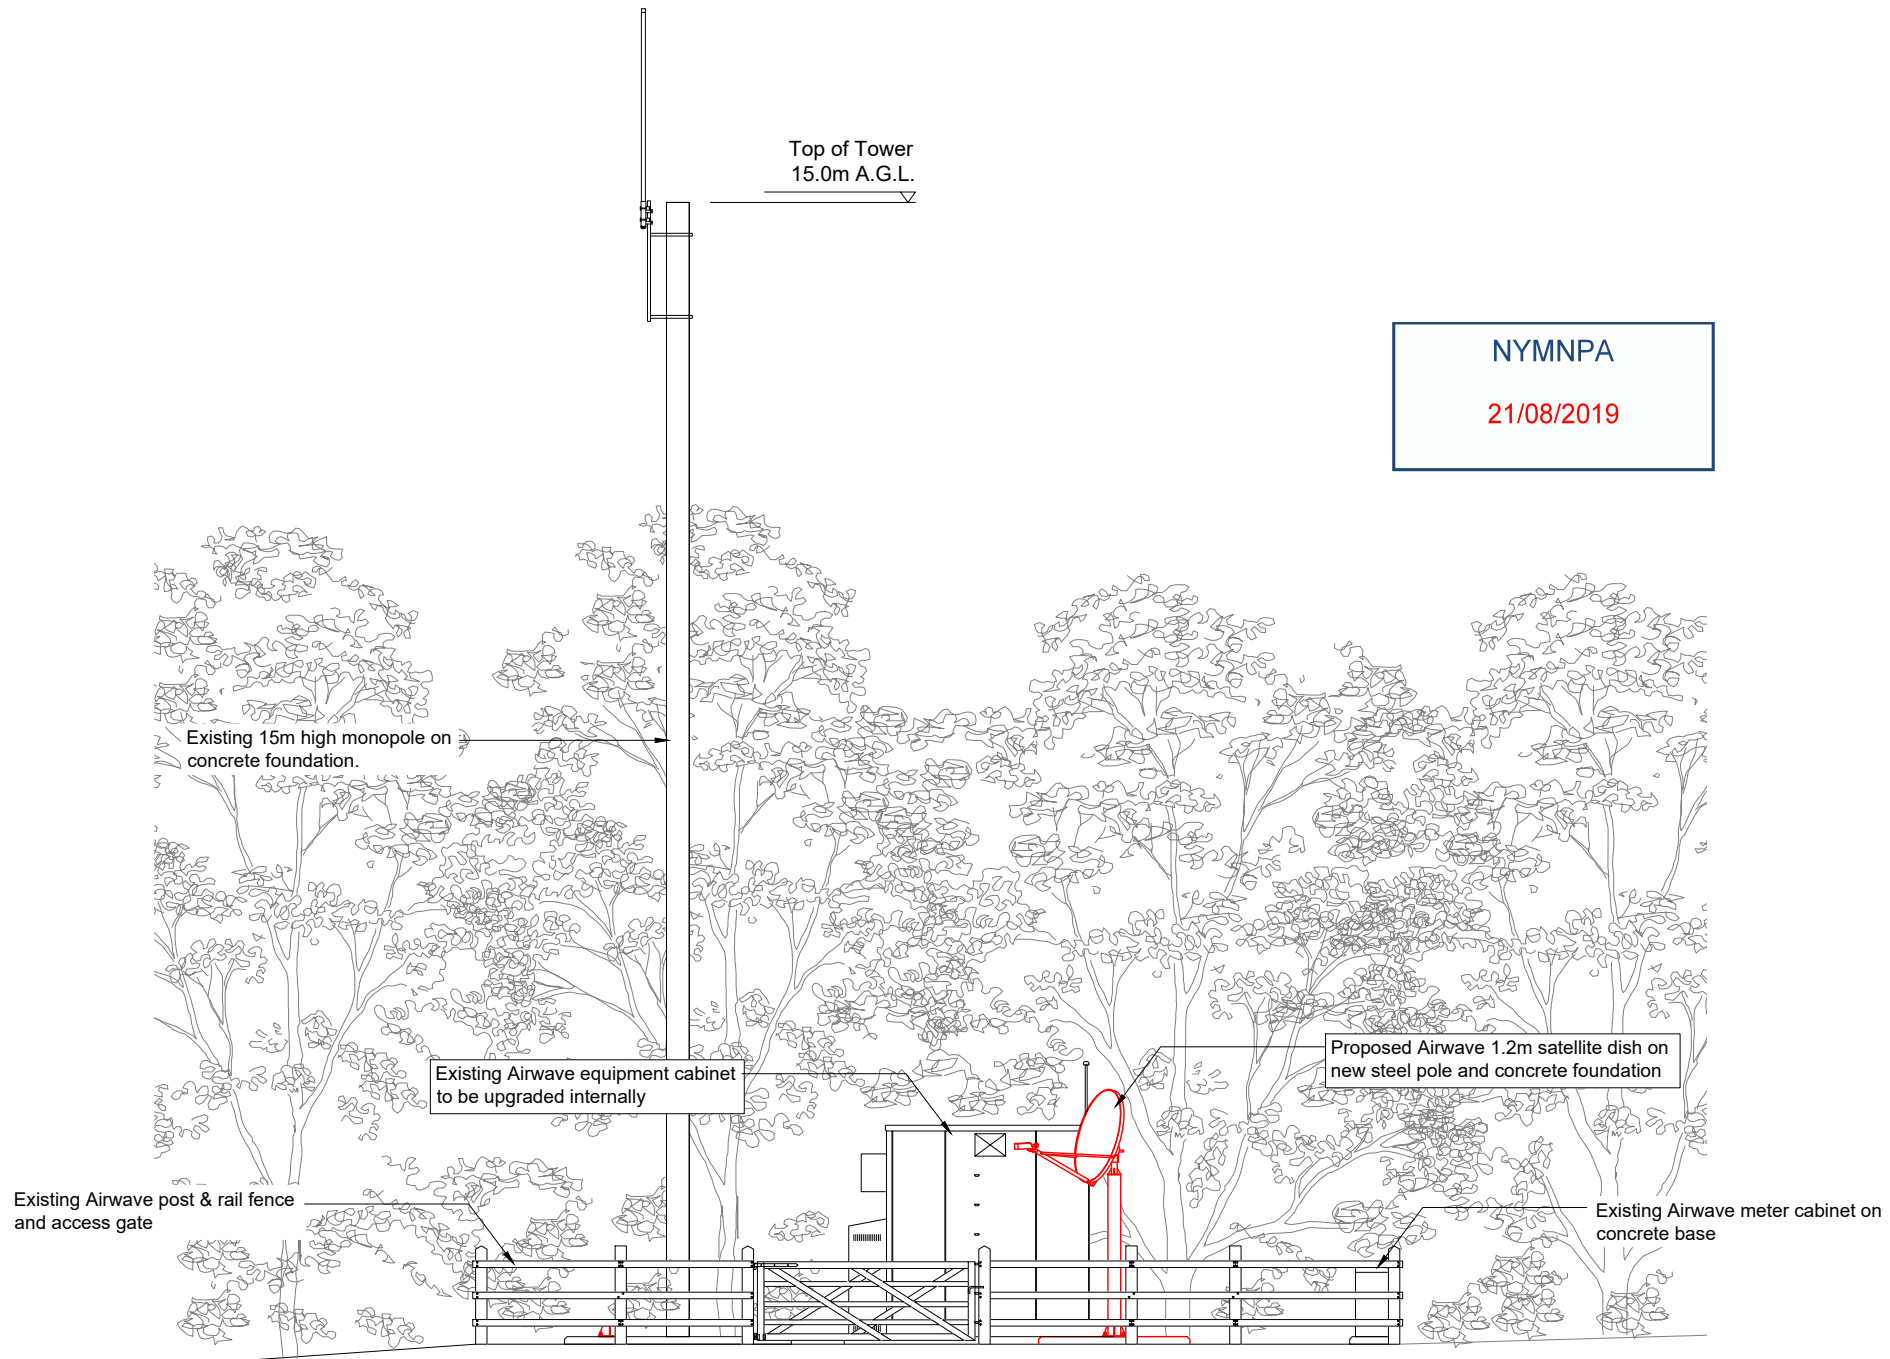 Top of Tower
15.0m A.G.L.
NYMNPA
21/08/2019
Existing 15m high monopole on
concrete foundation.
Proposed Airwave 1.2m satellite dish on
new steel pole and concrete foundation
Existing Airwave equipment cabinet
to be upgraded internally
Existing Airwave post & rail fence
and access gate
Existing Airwave meter cabinet on
concrete base